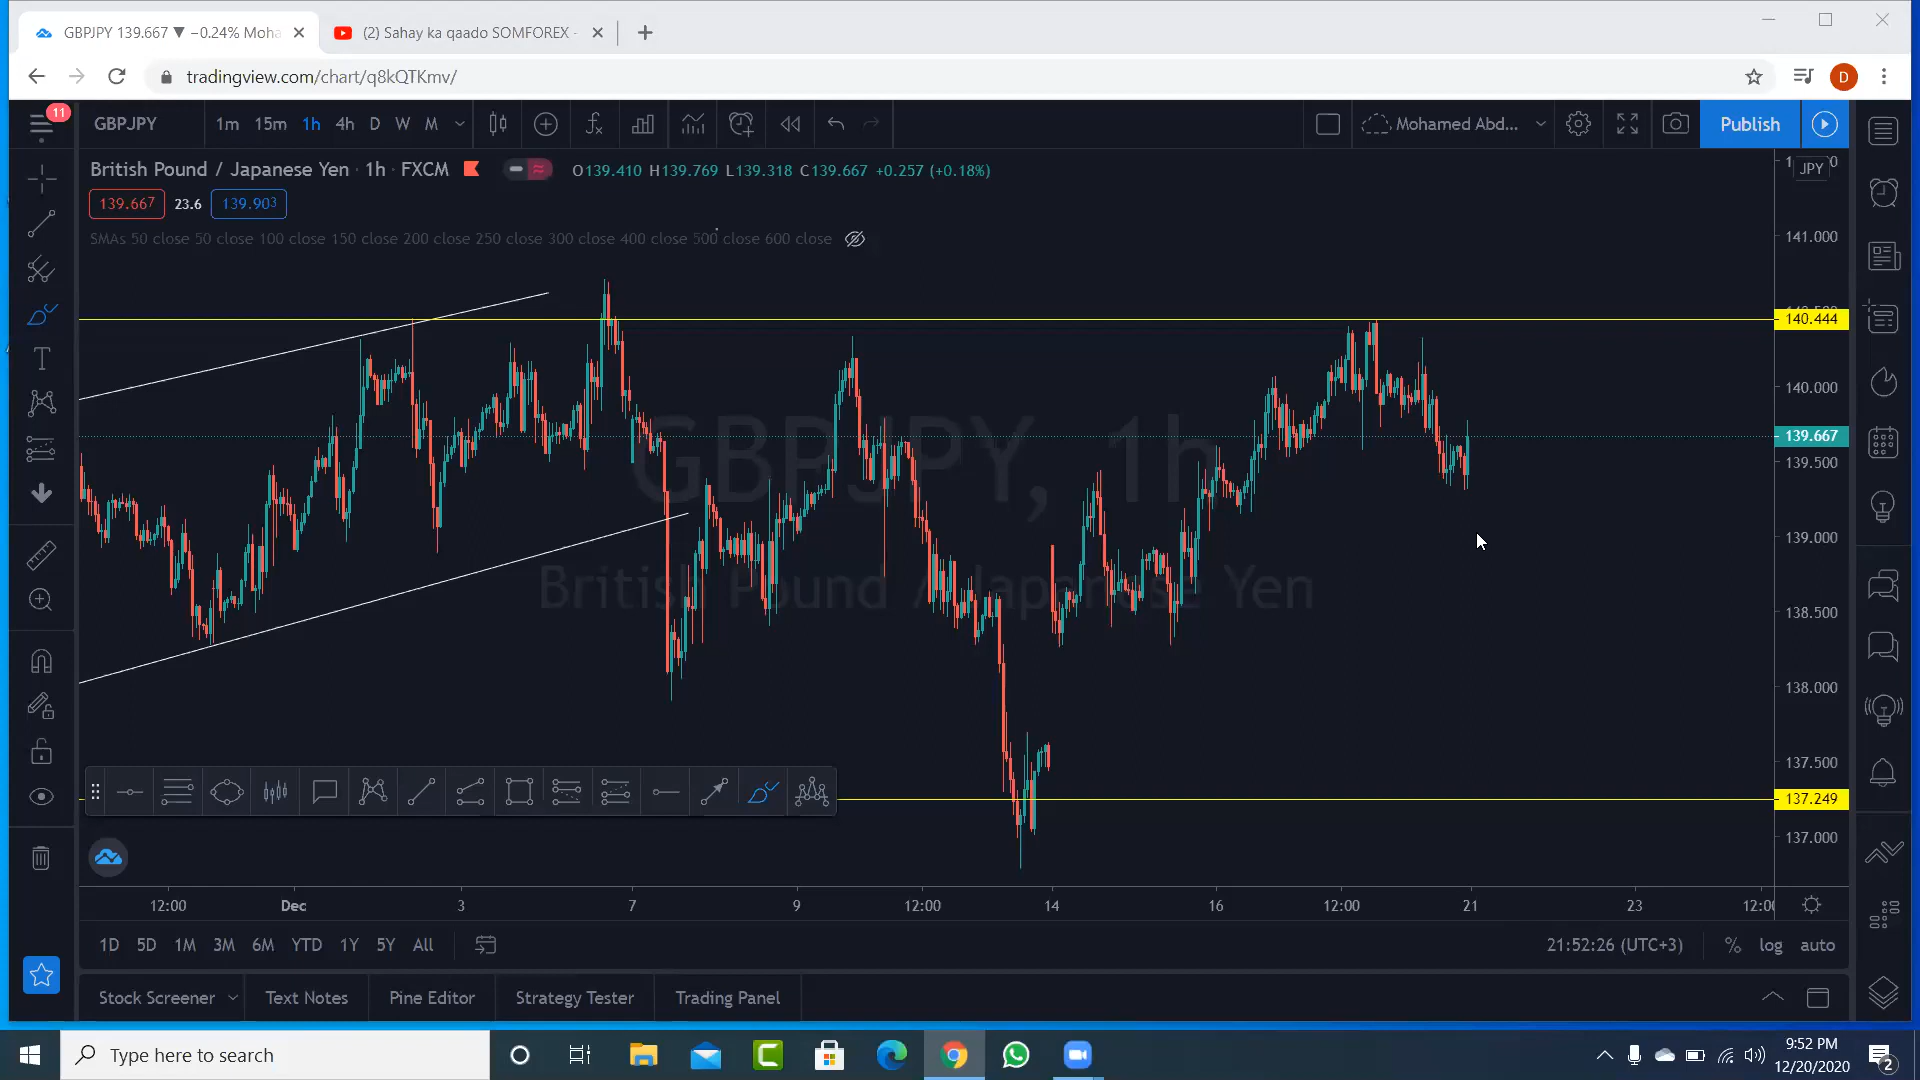 GBPJPY 139.667 ▼ −0.24% Moha
(2) Sahay ka qaado SOMFOREX -
tradingview.com/chart/q8kQTKmv/
D
11
GBPJPY 1m 15m 1h 4h D W M
Mohamed Abd... Publish
British Pound / Japanese Yen · 1h · FXCM O139.410 H139.769 L139.318 C139.667 +0.257 (+0.18%)
JPY
139.667 23.6 139.903
SMAs 50 close 50 close 100 close 150 close 200 close 250 close 300 close 400 close 500 close 600 close
141.000
140.444
140.000
139.667
139.500
139.000
138.500
138.000
137.500
137.249
137.000
GBPJPY, 1h
British Pound / Japanese Yen
12:00 Dec 3 7 9 12:00 14 16 12:00 21 23 12:00
1D 5D 1M 3M 6M YTD 1Y 5Y All
21:52:26 (UTC+3) % log auto
Stock Screener Text Notes Pine Editor Strategy Tester Trading Panel
Type here to search
9:52 PM
12/20/2020
2